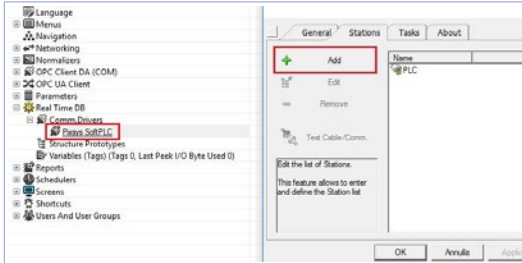 Language
Menus
Navigation
Networking
Normalizers
OPC Client DA (COM)
OPC UA Client
Parameters
Real Time DB
Comm.Drivers
Pixsys SoftPLC
Structure Prototypes
Variables (Tags) (Tags 0, Last Peek I/O Byte Used 0)
Reports
Schedulers
Screens
Shortcuts
Users And User Groups
General Stations Tasks About
Add
Edit
Remove
Test Cable/Comm.
Edit the list of Stations.
This feature allows to enter
and define the Station list
Name
PLC
OK Annulla Applic